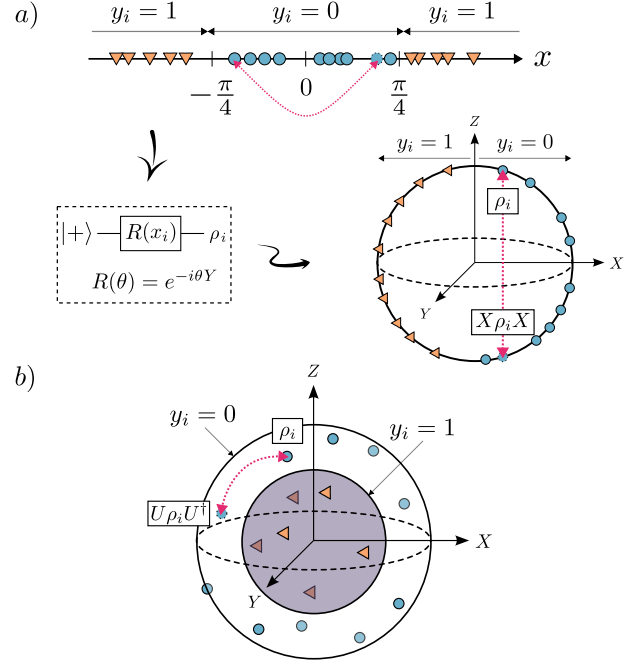 a)
y_i = 1 y_i = 0 y_i = 1
x
−π/4 0 π/4
Z
y_i = 1 y_i = 0
|+⟩ R(x_i) ρ_i
R(θ) = e^{−iθY}
ρ_i
X
Y
Xρ_iX
b)
Z
y_i = 0 y_i = 1
ρ_i
Uρ_iU†
X
Y